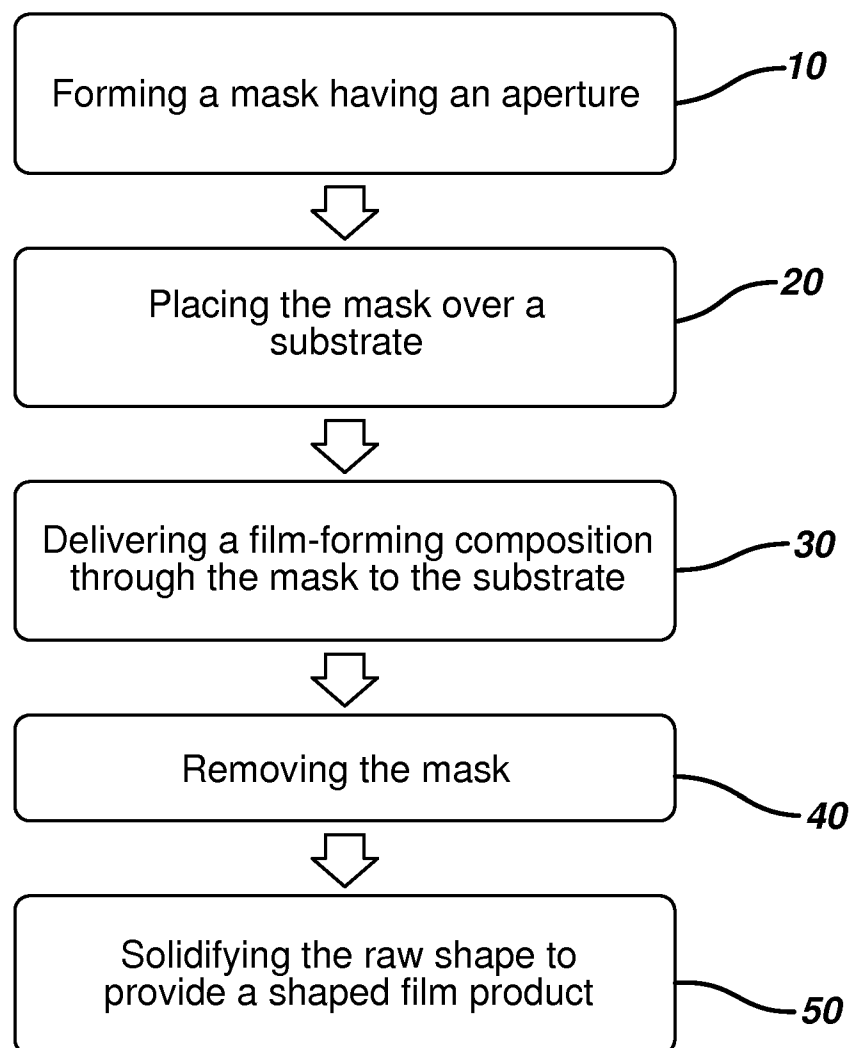 Forming a mask having an aperture
10
Placing the mask over a
substrate
20
Delivering a film-forming composition
through the mask to the substrate
30
Removing the mask
40
Solidifying the raw shape to
provide a shaped film product
50